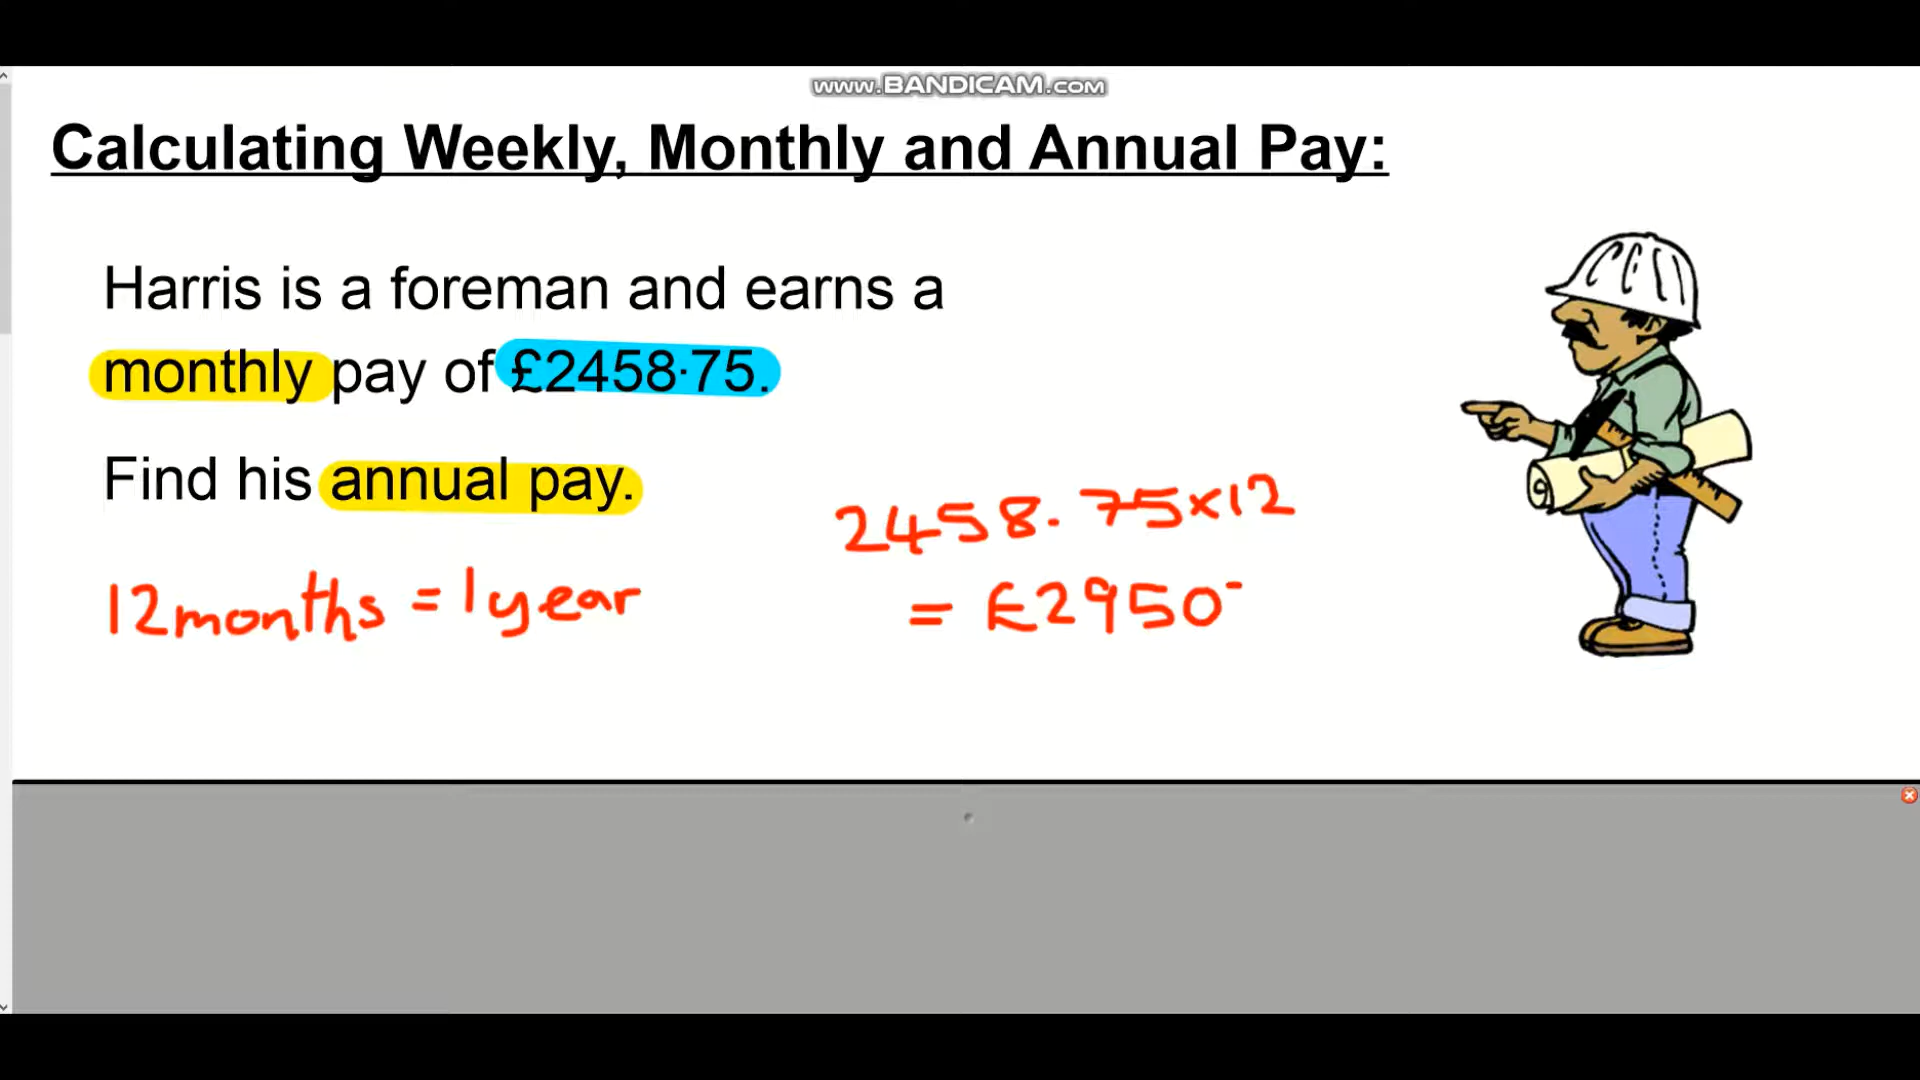 www.BANDICAM.com
Calculating Weekly, Monthly and Annual Pay:
Harris is a foreman and earns a
monthly pay of £2458·75.
Find his annual pay.
2458.75×12
12months = 1year
= £2950